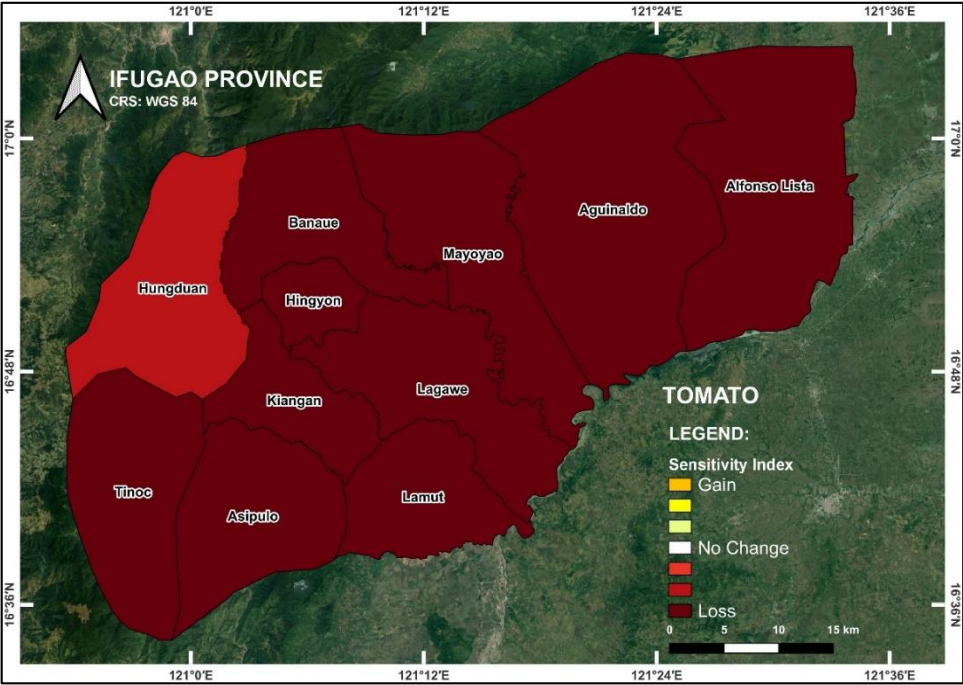 121°0'E 121°12'E 121°24'E 121°36'E
IFUGAO PROVINCE
CRS: WGS 84
17°0'N 17°0'N
Alfonso Lista
Aguinaldo
Banaue
Mayoyao
Hungduan
Hingyon
16°48'N 16°48'N
Lagawe
Kiangan
TOMATO
LEGEND:
Sensitivity Index
Gain
Tinoc
Lamut
Asipulo
No Change
16°36'N 16°36'N
Loss
0 5 10 15 km
121°0'E 121°12'E 121°24'E 121°36'E